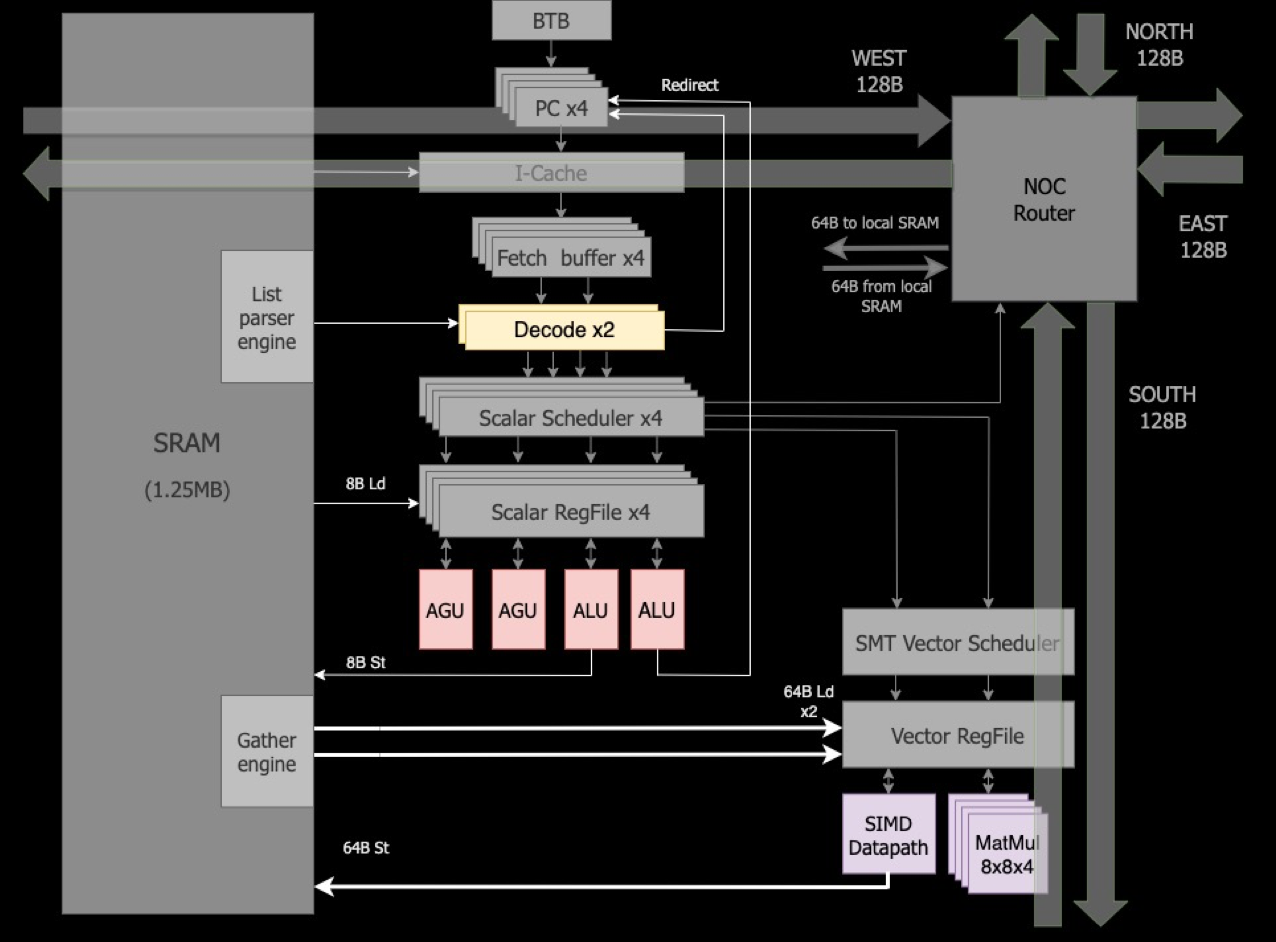 BTB
NORTH
128B
WEST
128B
Redirect
PC x4
I-Cache
NOC
Router
64B to local SRAM
EAST
128B
Fetch buffer x4
64B from local
SRAM
List
parser
engine
Decode x2
SOUTH
128B
Scalar Scheduler x4
SRAM
(1.25MB)
8B Ld
Scalar RegFile x4
AGU
AGU
ALU
ALU
SMT Vector Scheduler
8B St
64B Ld
x2
Gather
engine
Vector RegFile
SIMD
Datapath
MatMul
8x8x4
64B St